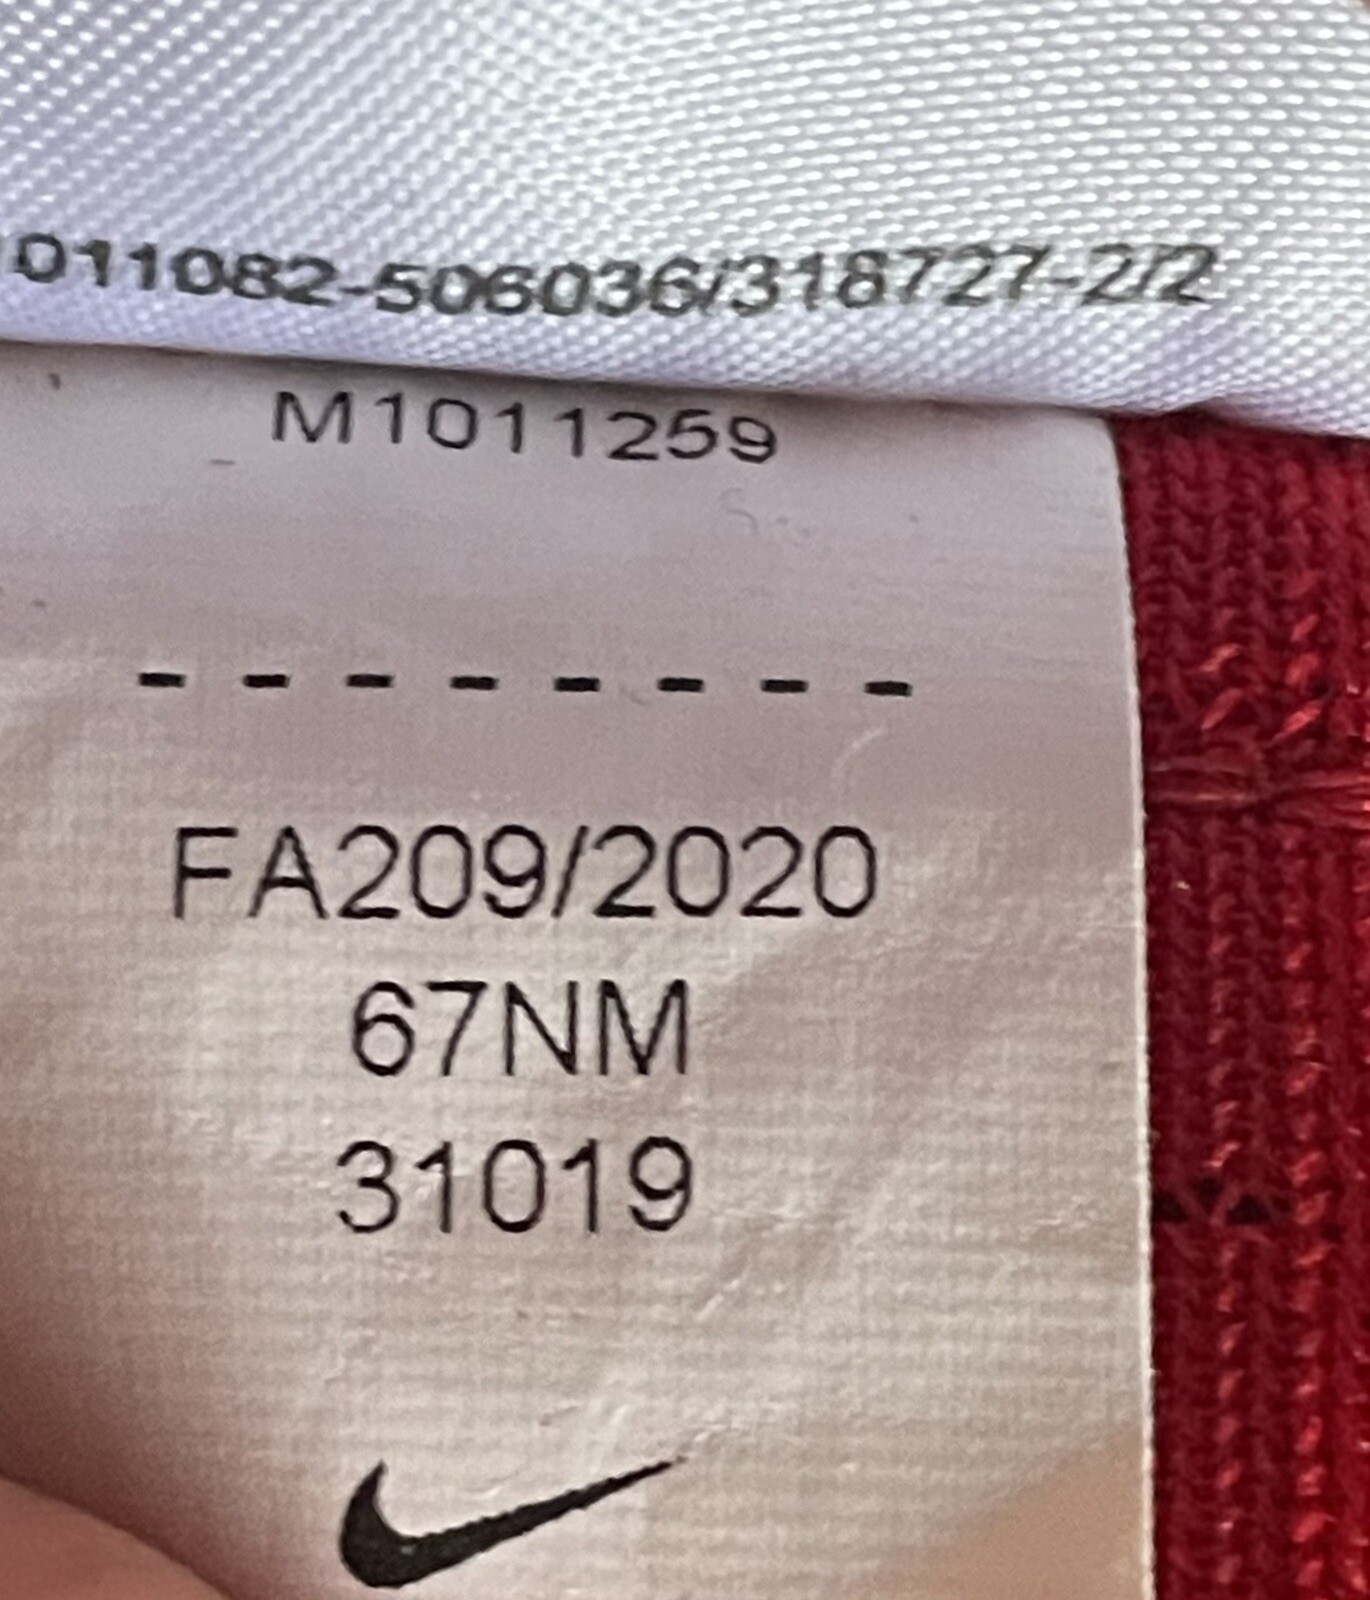 011082-506036/318727-2/2
M1011259
- - - - - - - -
FA209/2020
67NM
31019